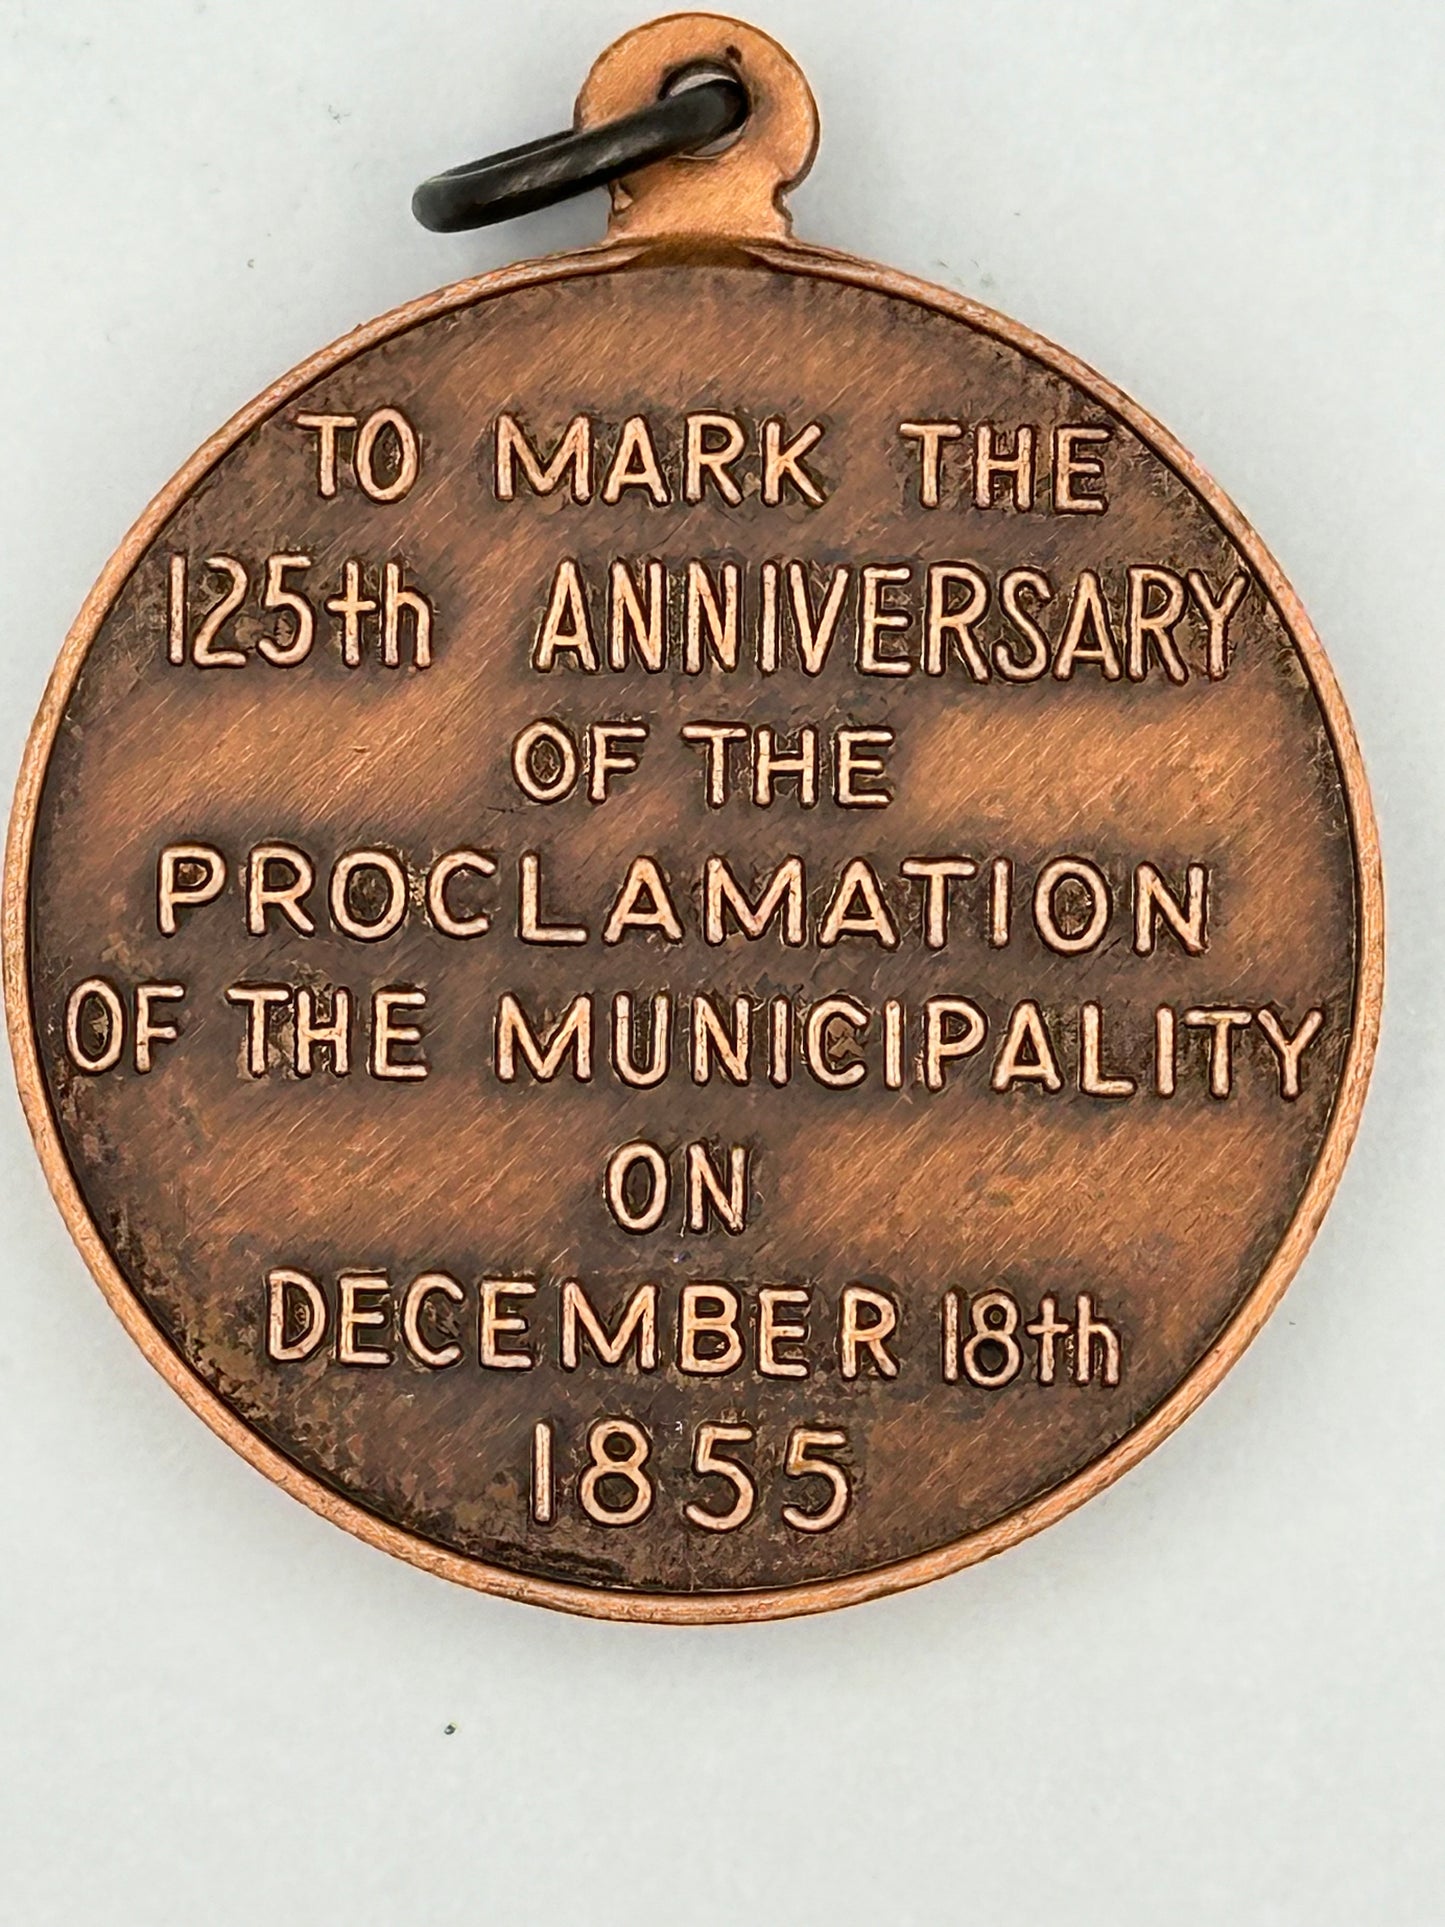 TO MARK THE
125th ANNIVERSARY
OF THE
PROCLAMATION
OF THE MUNICIPALITY
ON
DECEMBER 18th
1855